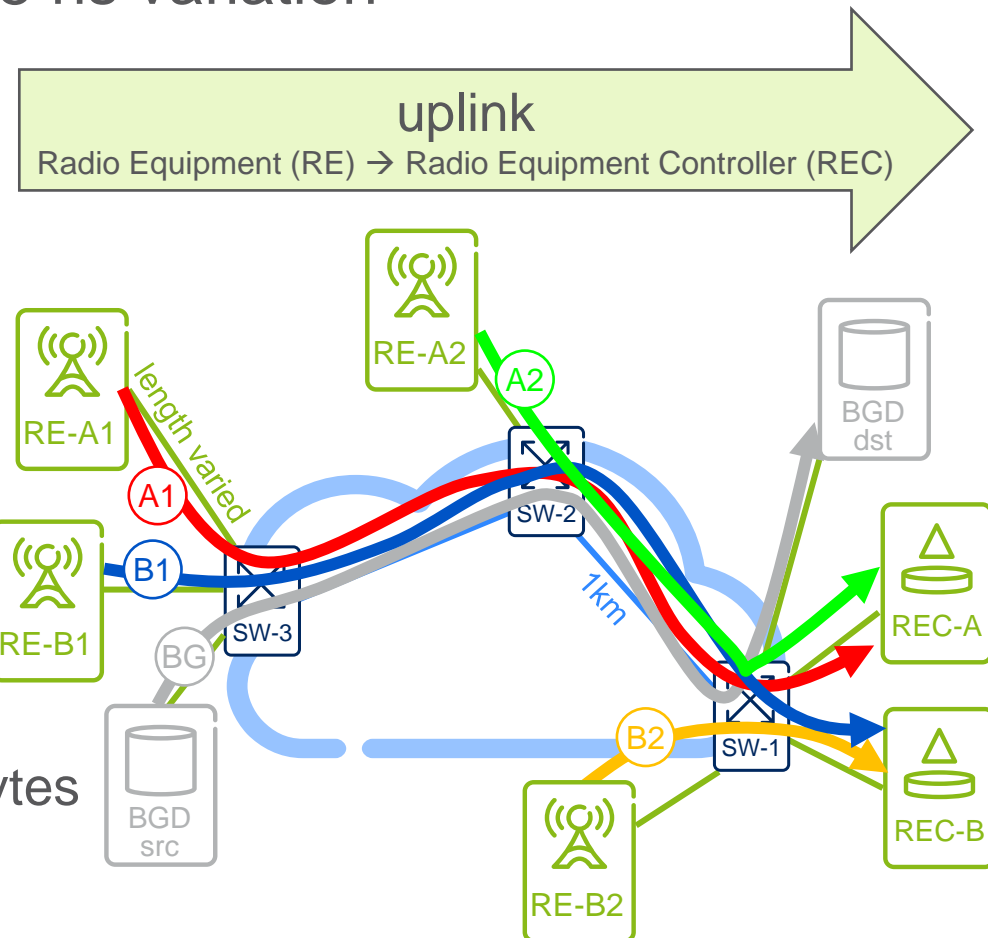 uplink
Radio Equipment (RE) → Radio Equipment Controller (REC)
RE-A1
length varied
RE-A2
A2
BGD
dst
A1
SW-2
B1
SW-3
1km
REC-A
RE-B1
BG
B2
SW-1
BGD
src
REC-B
RE-B2